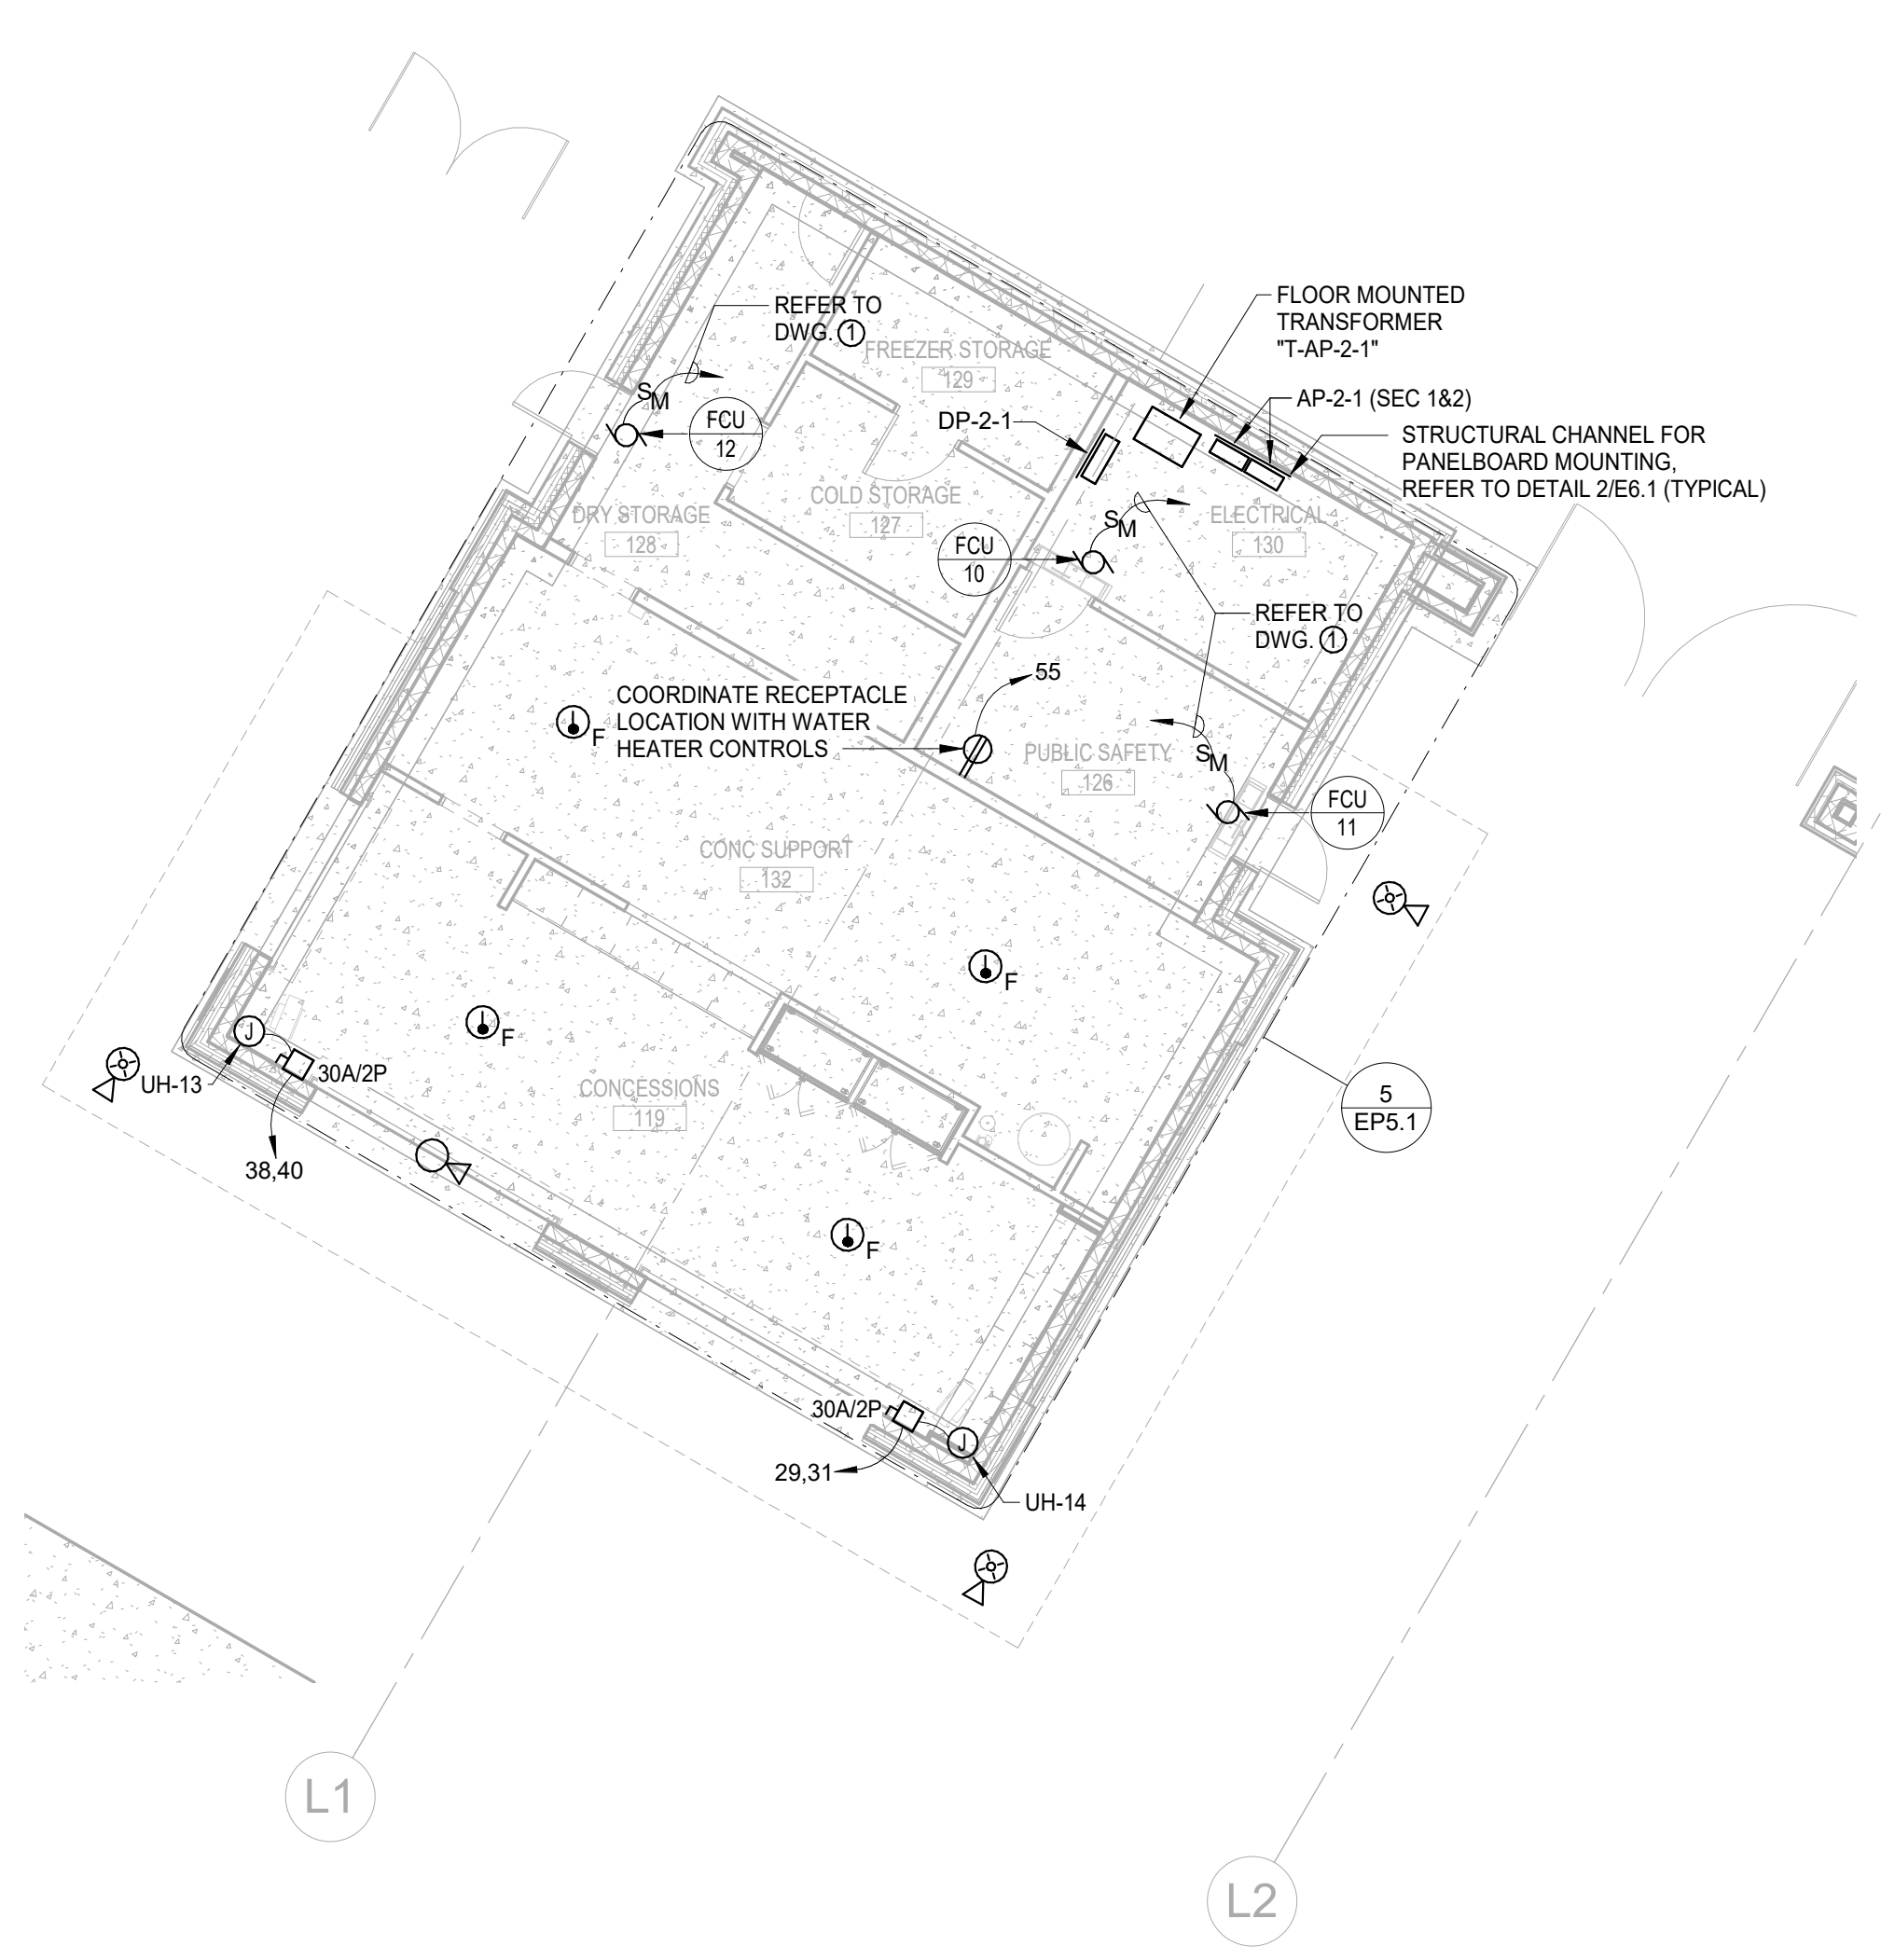 REFER TO
DWG. 1
FREEZER STORAGE
129
FLOOR MOUNTED
TRANSFORMER
"T-AP-2-1"
AP-2-1 (SEC 1&2)
STRUCTURAL CHANNEL FOR
PANELBOARD MOUNTING,
REFER TO DETAIL 2/E6.1 (TYPICAL)
SM
FCU
12
DP-2-1
COLD STORAGE
127
DRY STORAGE
128
SM
ELECTRICAL
130
FCU
10
REFER TO
DWG. 1
55
COORDINATE RECEPTACLE
LOCATION WITH WATER
HEATER CONTROLS
F
PUBLIC SAFETY
126
SM
FCU
11
CONC SUPPORT
132
F
F
J
UH-13
30A/2P
38,40
CONCESSIONS
119
5
EP5.1
F
30A/2P
J
29,31
UH-14
L1
L2